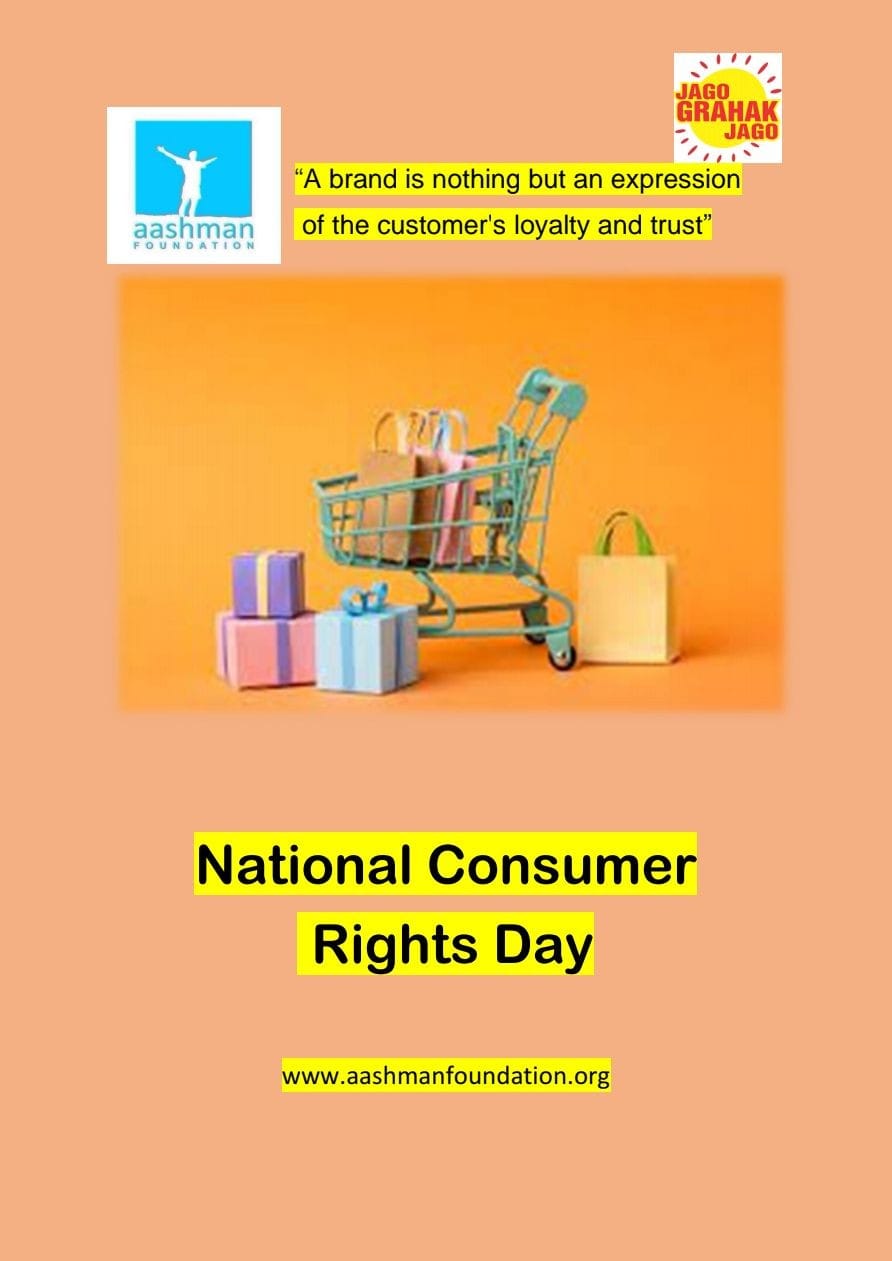 JAGO
GRAHAK
JAGO
aashman
FOUNDATION
“A brand is nothing but an expression
of the customer's loyalty and trust”
National Consumer
Rights Day
www.aashmanfoundation.org